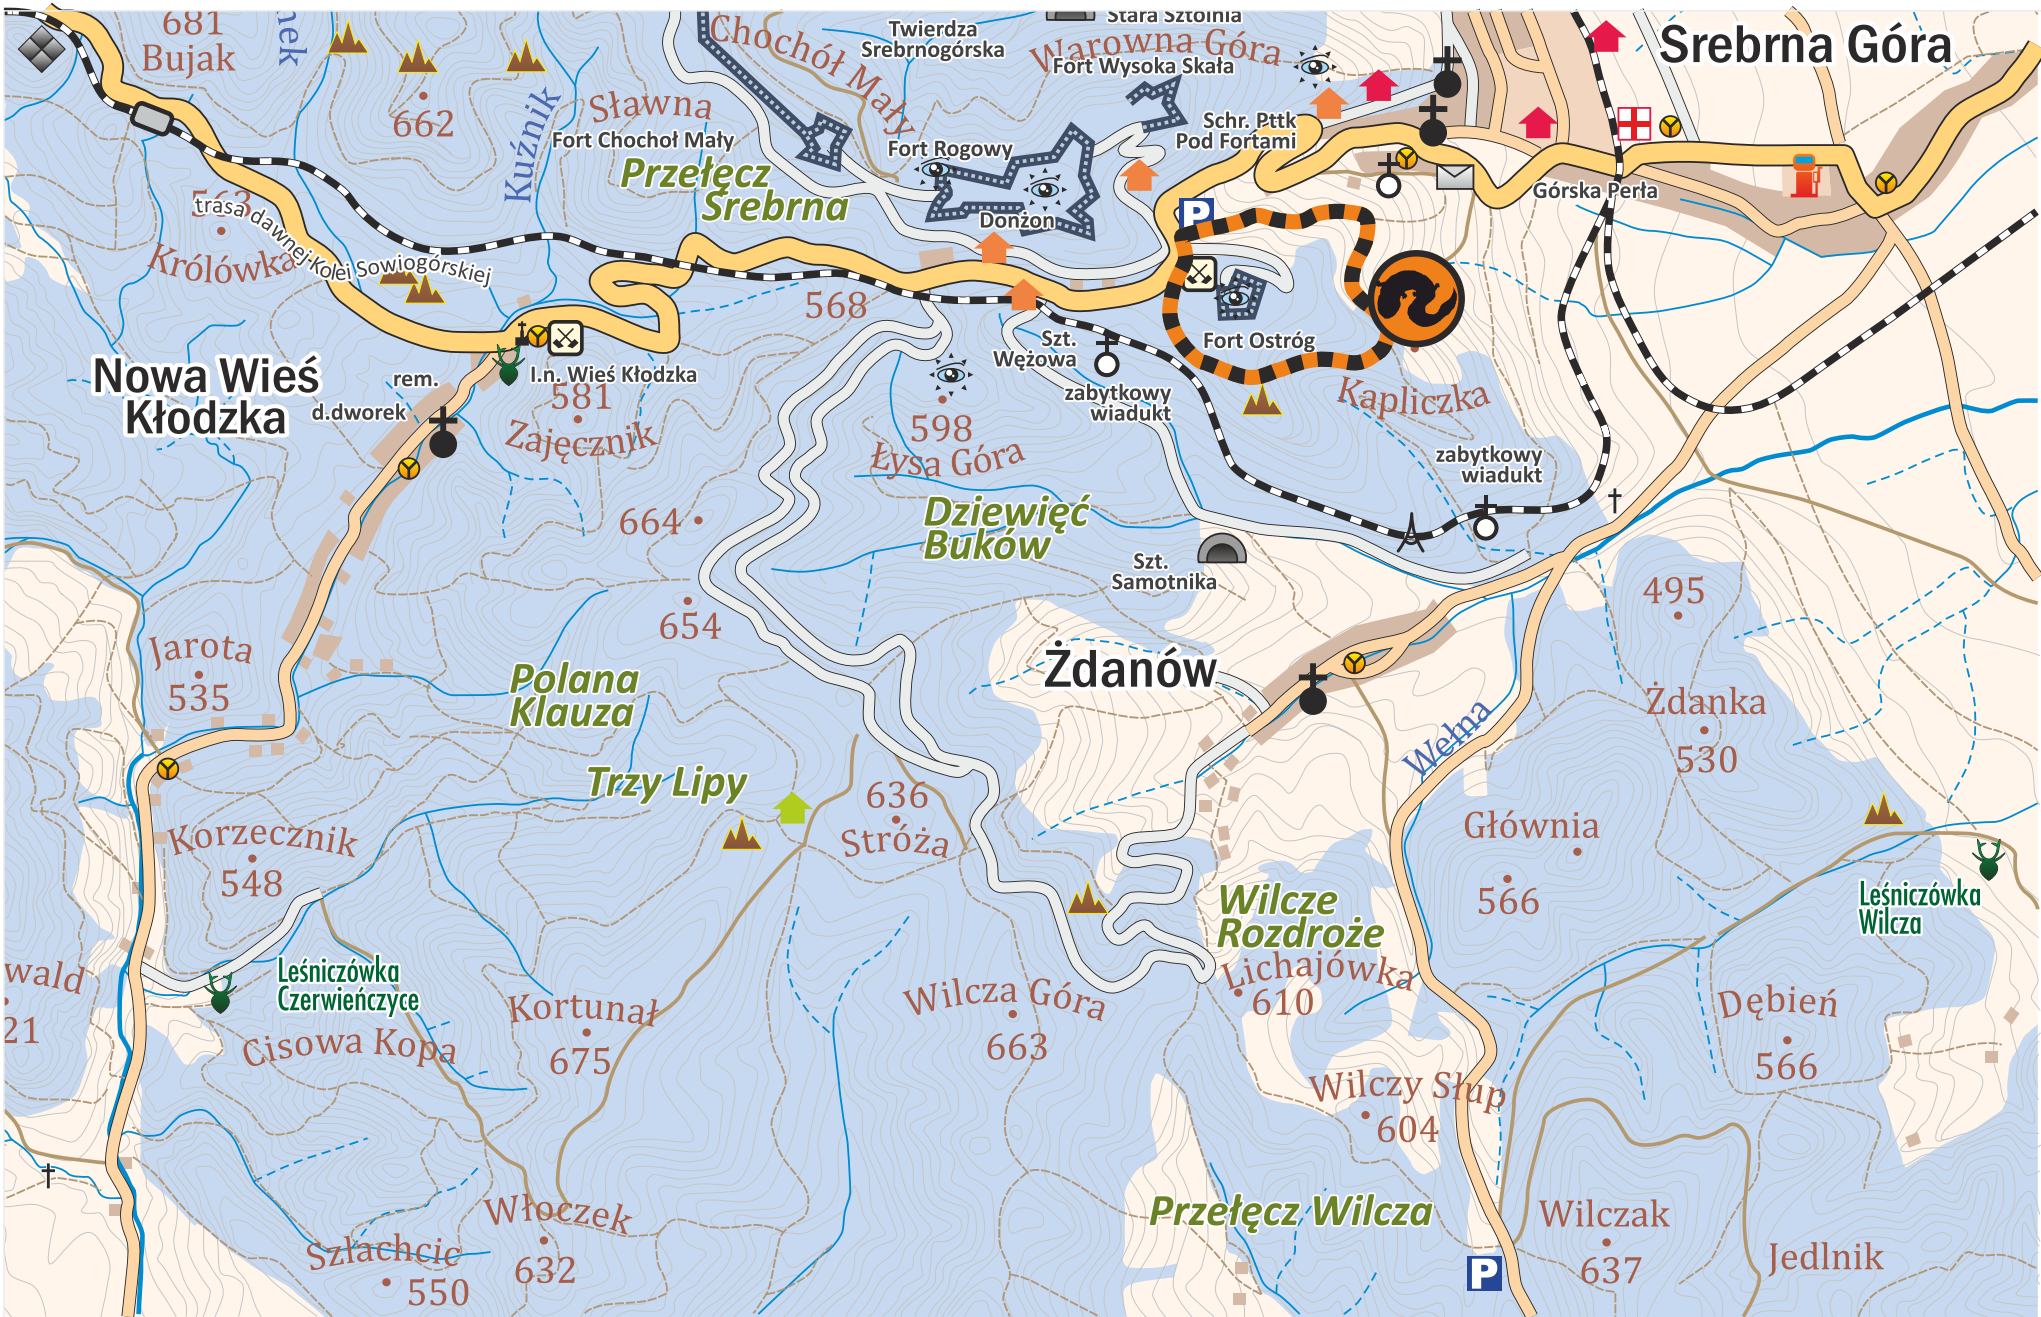 681
Bujak
Twierdza
Srebrnogórska
Stara Sztolnia
Chochół Mały
Warowna Góra
Fort Wysoka Skała
Srebrna Góra
662
Kuźnik
Sławna
Fort Chochoł Mały
Fort Rogowy
Schr. Pttk
Pod Fortami
Przełęcz
Srebrna
Donżon
P
Górska Perła
563
trasa dawnej kolei Sowiogórskiej
Królówka
568
Fort Ostróg
Szt.
Wężowa
Nowa Wieś
Kłodzka
rem.
d.dworek
I.n. Wieś Kłodzka
581
Zajęcznik
598
Łysa Góra
zabytkowy
wiadukt
Kapliczka
zabytkowy
wiadukt
664
Dziewięć
Buków
Szt.
Samotnika
495
654
Jarota
535
Polana
Klauza
Żdanów
Żdanka
530
Wełna
Trzy Lipy
636
Stróża
Korzecznik
548
Głównia
566
Leśniczówka
Wilcza
Wilcze
Rozdroże
Lichajówka
610
wald
21
Leśniczówka
Czerwieńczyce
Cisowa Kopa
Kortunał
675
Wilcza Góra
663
Dębień
566
Wilczy Słup
604
Włoczek
632
Szlachcic
550
Przełęcz Wilcza
P
Wilczak
637
Jedlnik